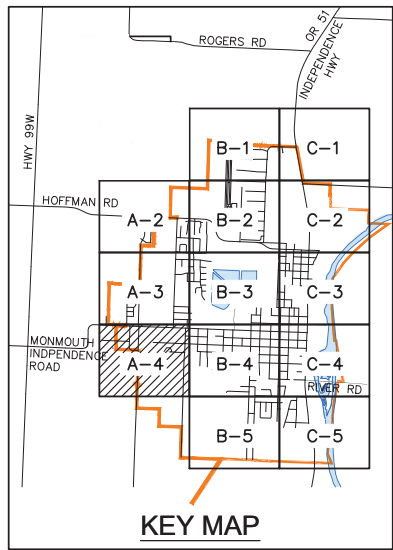 ROGERS RD
OR 51
INDEPENDENCE
HWY
HWY 99W
B-1
C-1
HOFFMAN RD
A-2
B-2
C-2
A-3
B-3
C-3
MONMOUTH
INDPENDENCE
ROAD
A-4
B-4
C-4
RIVER RD
B-5
C-5
KEY MAP